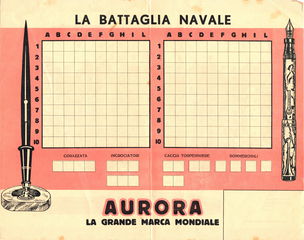 LA BATTAGLIA NAVALE
A B C D E F G H I L A B C D E F G H I L
1 1
2 2
3 3
4 4
5 5
6 6
7 7
8 8
9 9
10 10
CORAZZATA INCROCIATORI CACCIA TORPEDINIERE SOMMERGIBILI
AURORA
LA GRANDE MARCA MONDIALE